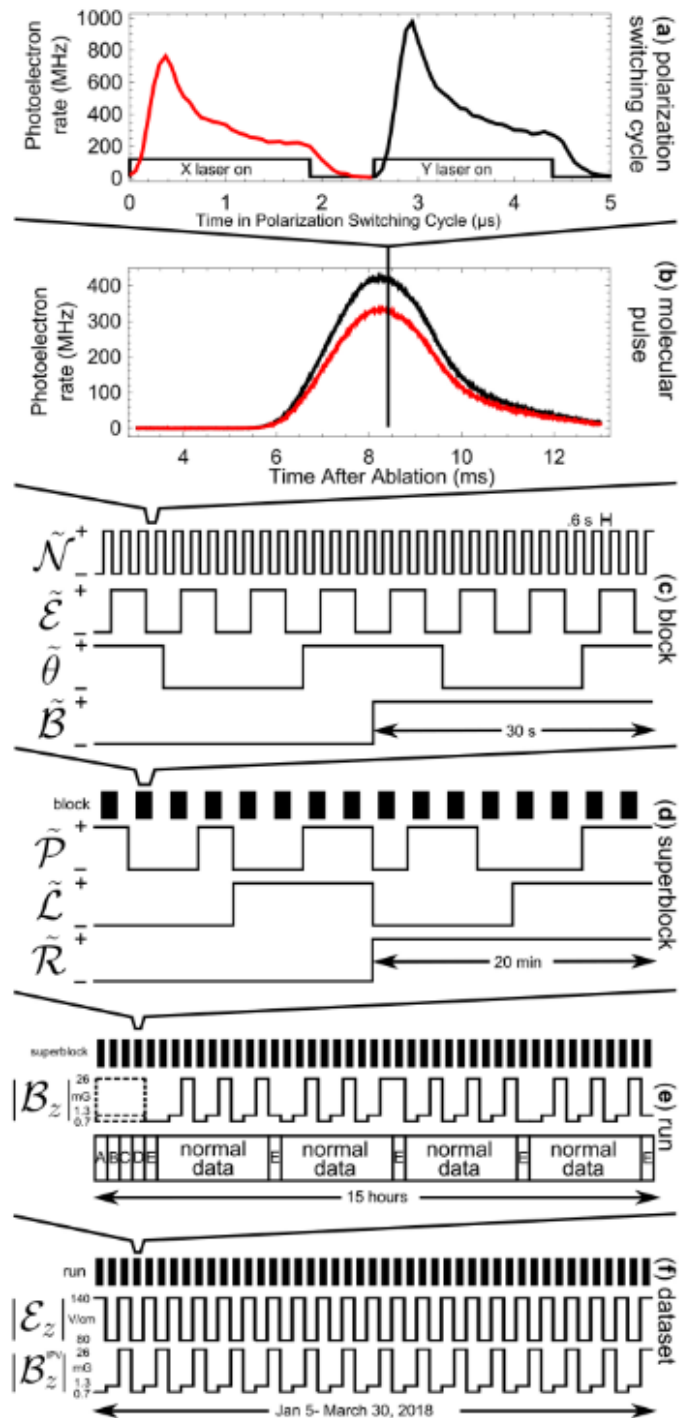 1000
800
600
400
200
0
Photoelectron
rate (MHz)
X laser on
Y laser on
0 1 2 3 4 5
Time in Polarization Switching Cycle (µs)
(a) polarization
switching cycle
400
300
200
100
0
Photoelectron
rate (MHz)
4 6 8 10 12
Time After Ablation (ms)
(b) molecular
pulse
.6 s
Ñ + −
Ẽ + −
θ̃ + −
B̃ + −
30 s
(c) block
block
P̃ + −
L̃ + −
R̃ + −
20 min
(d) superblock
superblock
|B_z| 26
mG
1.3
0.7
A B C D E normal data E normal data E normal data E normal data E
15 hours
(e) run
run
|E_z| 140
V/cm
80
|B_z| IPV 26
mG
1.3
0.7
Jan 5- March 30, 2018
(f) dataset